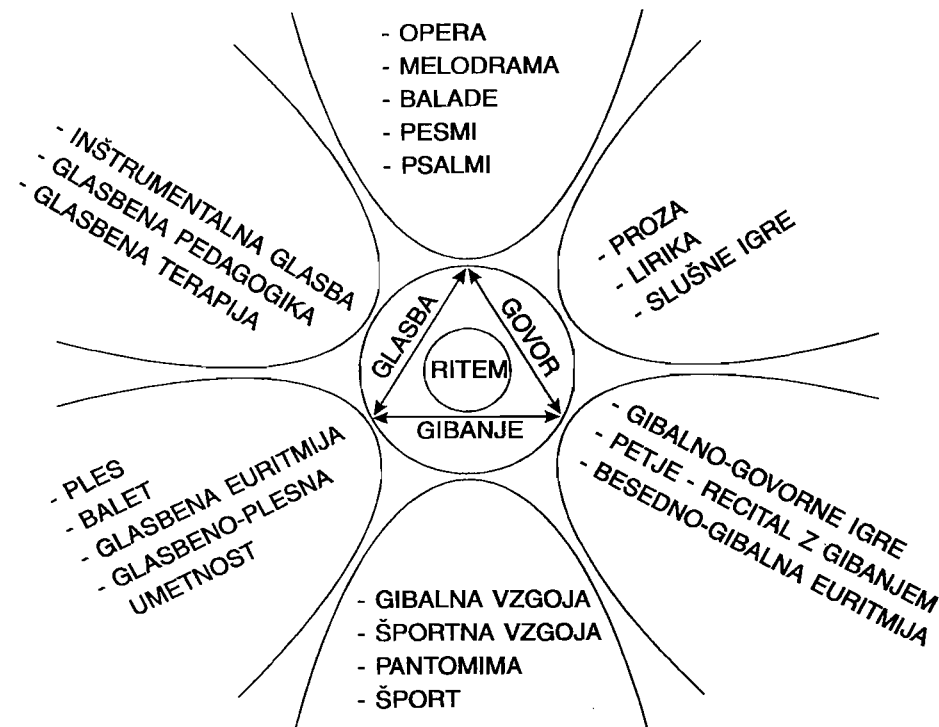 - OPERA
- MELODRAMA
- BALADE
- PESMI
- PSALMI
- INŠTRUMENTALNA GLASBA
- GLASBENA PEDAGOGIKA
- GLASBENA TERAPIJA
- PROZA
- LIRIKA
- SLUŠNE IGRE
GLASBA
GOVOR
RITEM
GIBANJE
- PLES
- BALET
- GLASBENA EURITMIJA
- GLASBENO-PLESNA
UMETNOST
- GIBALNO-GOVORNE IGRE
- PETJE - RECITAL Z GIBANJEM
- BESEDNO-GIBALNA EURITMIJA
- GIBALNA VZGOJA
- ŠPORTNA VZGOJA
- PANTOMIMA
- ŠPORT